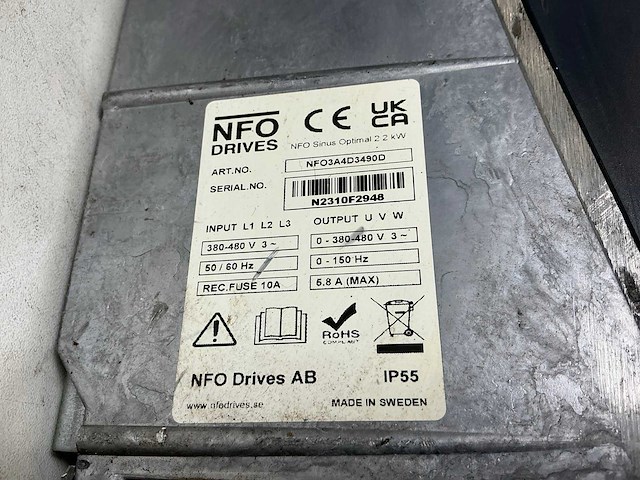 NFO
DRIVES
CE UK CA
NFO Sinus Optimal 2.2 kW
ART.NO. NFO3A4D3490D
SERIAL.NO.
N2310F2948
INPUT L1 L2 L3 OUTPUT U V W
380-480 V 3 ~ 0 - 380-480 V 3 ~
50 / 60 Hz 0 - 150 Hz
REC.FUSE 10A 5.8 A (MAX)
RoHS
COMPLIANT
NFO Drives AB IP55
www.nfodrives.se MADE IN SWEDEN